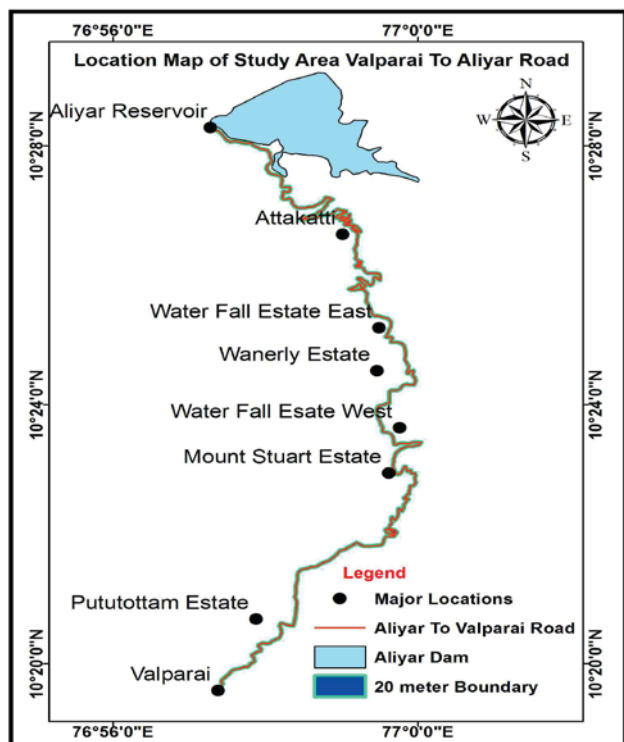 76°56'0"E 77°0'0"E
Location Map of Study Area Valparai To Aliyar Road
N
W E
S
Aliyar Reservoir
10°28'0"N 10°28'0"N
Attakatti
Water Fall Estate East
Wanerly Estate
10°24'0"N 10°24'0"N
Water Fall Esate West
Mount Stuart Estate
Legend
Major Locations
Pututottam Estate
Aliyar To Valparai Road
Aliyar Dam
10°20'0"N 10°20'0"N
Valparai
20 meter Boundary
76°56'0"E 77°0'0"E